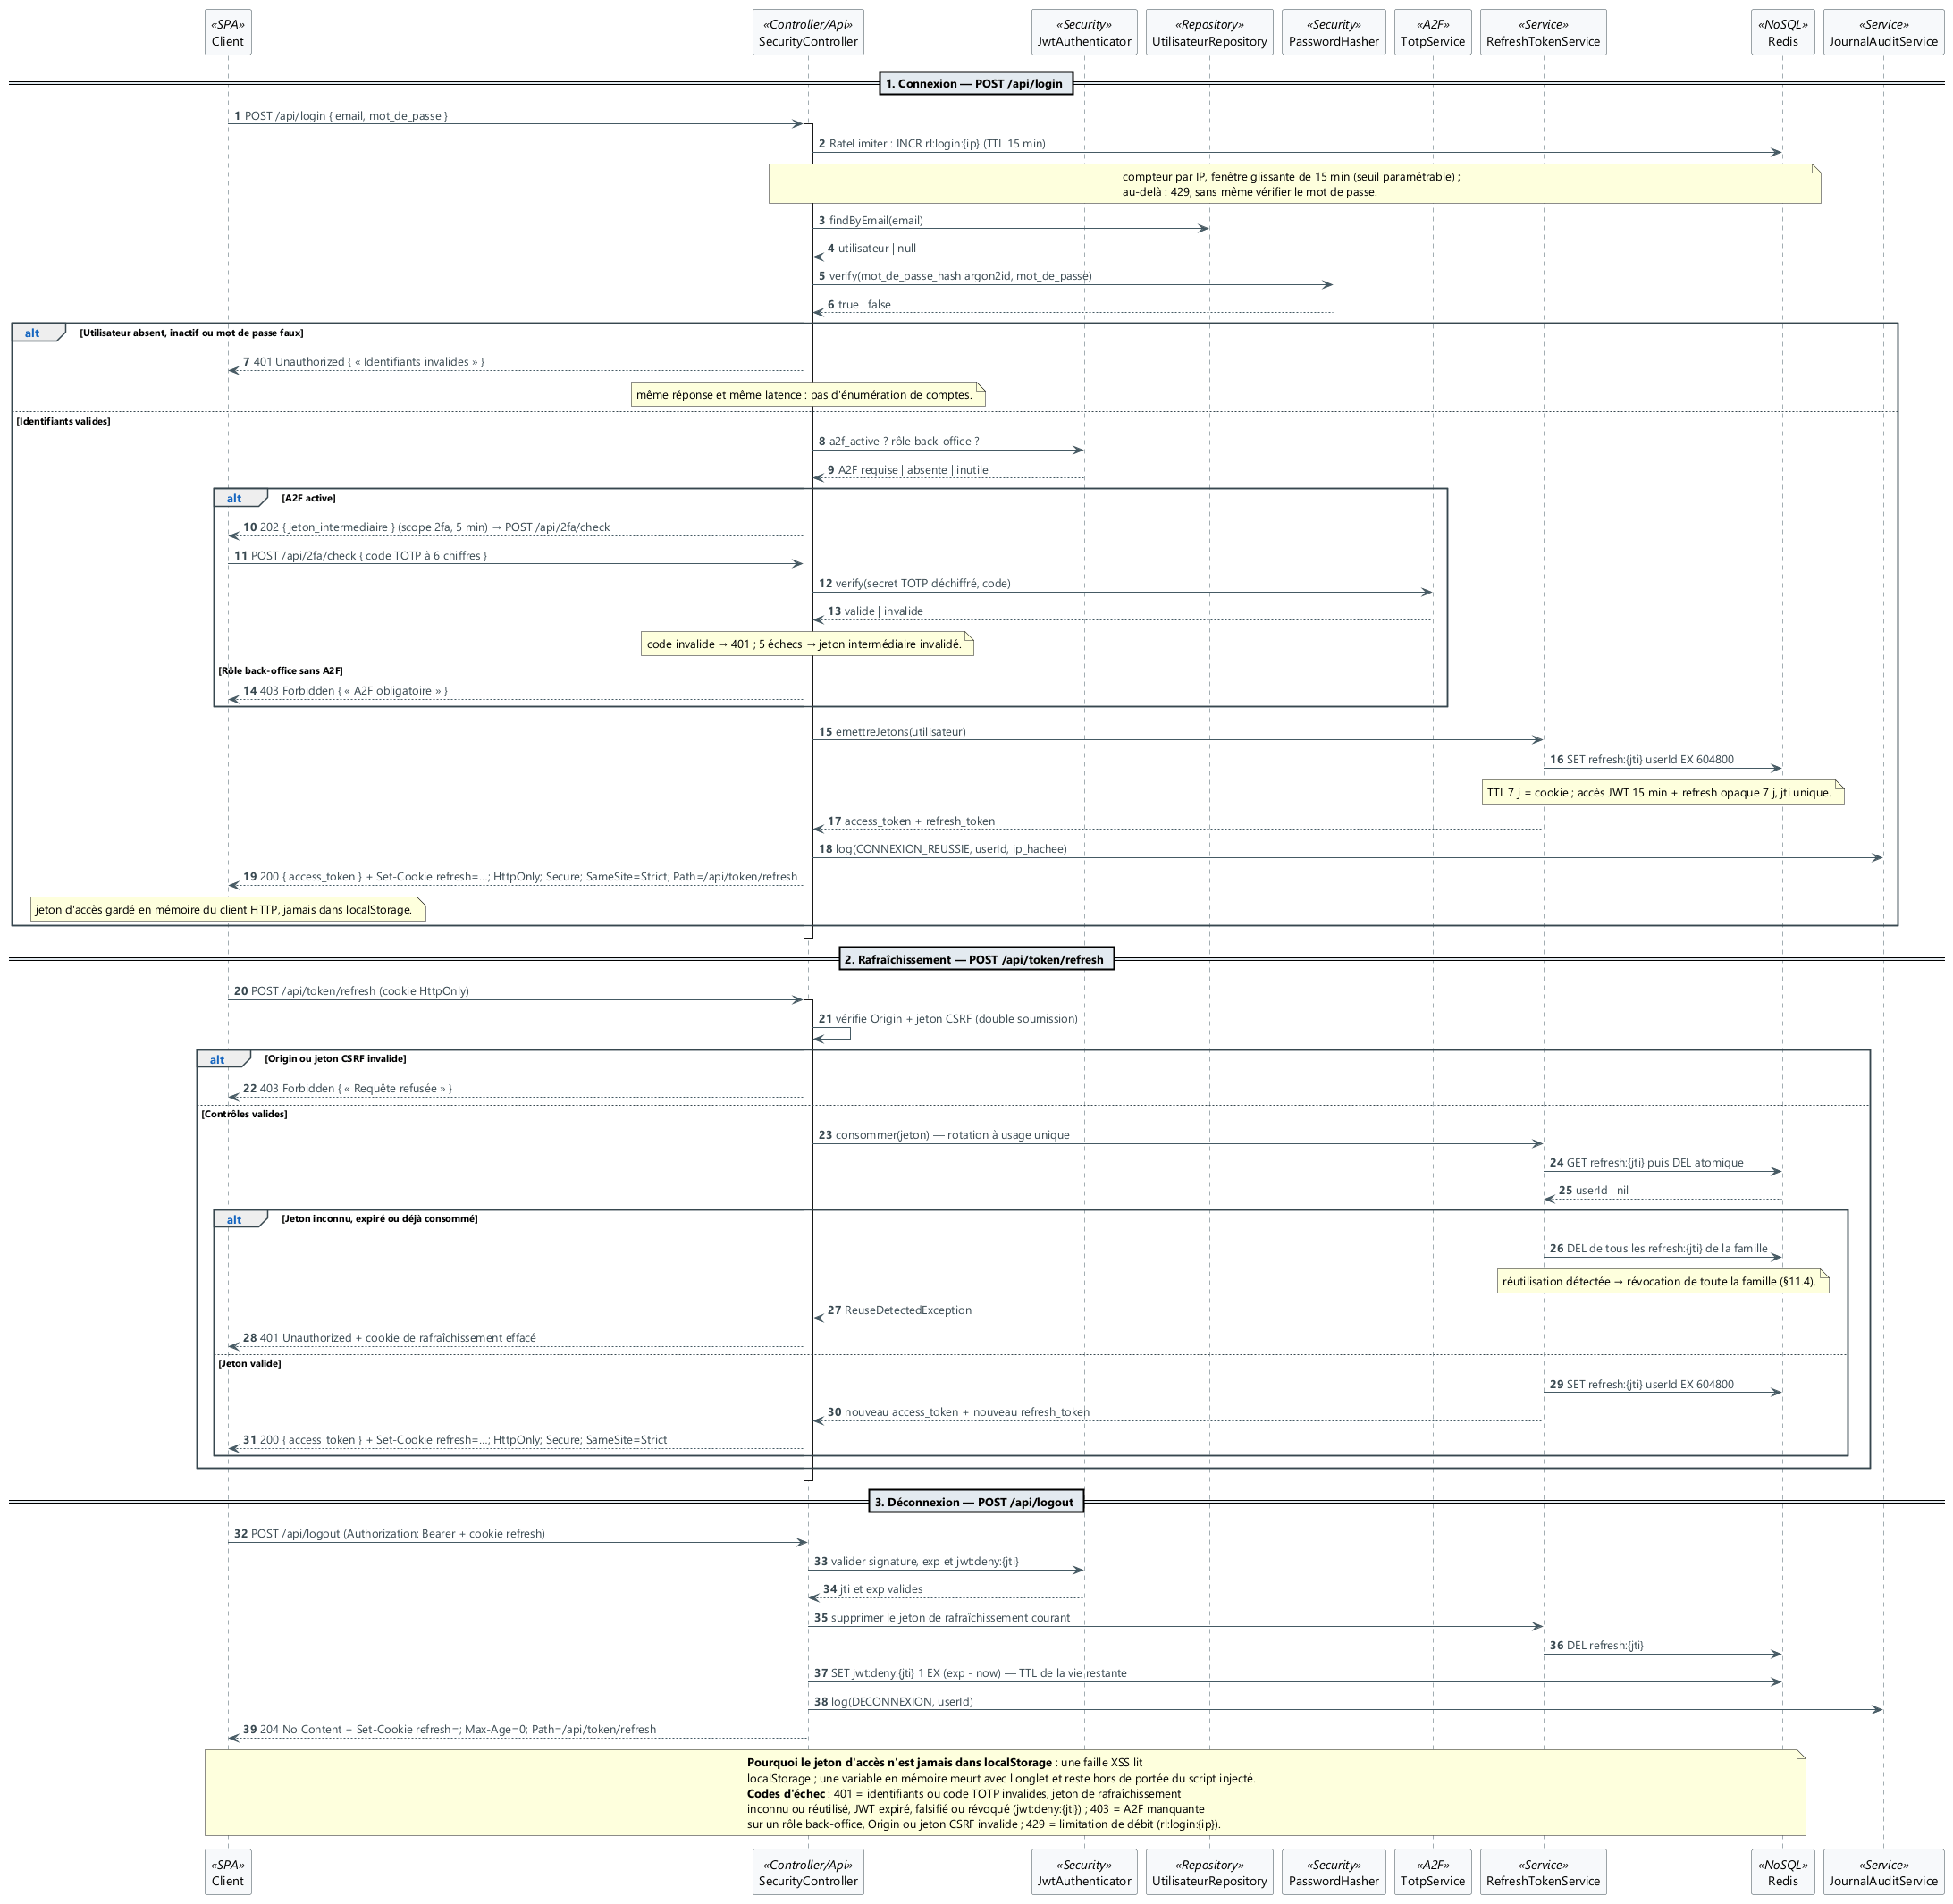 «SPA»
Client
«Controller/Api»
SecurityController
«Security»
JwtAuthenticator
«Repository»
UtilisateurRepository
«Security»
PasswordHasher
«A2F»
TotpService
«Service»
RefreshTokenService
«NoSQL»
Redis
«Service»
JournalAuditService
1. Connexion — POST /api/login
1 POST /api/login { email, mot_de_passe }
2 RateLimiter : INCR rl:login:{ip} (TTL 15 min)
compteur par IP, fenêtre glissante de 15 min (seuil paramétrable) ;
au-delà : 429, sans même vérifier le mot de passe.
3 findByEmail(email)
4 utilisateur | null
5 verify(mot_de_passe_hash argon2id, mot_de_passe)
6 true | false
alt [Utilisateur absent, inactif ou mot de passe faux]
7 401 Unauthorized { « Identifiants invalides » }
même réponse et même latence : pas d'énumération de comptes.
[Identifiants valides]
8 a2f_active ? rôle back-office ?
9 A2F requise | absente | inutile
alt [A2F active]
10 202 { jeton_intermediaire } (scope 2fa, 5 min) → POST /api/2fa/check
11 POST /api/2fa/check { code TOTP à 6 chiffres }
12 verify(secret TOTP déchiffré, code)
13 valide | invalide
code invalide → 401 ; 5 échecs → jeton intermédiaire invalidé.
[Rôle back-office sans A2F]
14 403 Forbidden { « A2F obligatoire » }
15 emettreJetons(utilisateur)
16 SET refresh:{jti} userId EX 604800
TTL 7 j = cookie ; accès JWT 15 min + refresh opaque 7 j, jti unique.
17 access_token + refresh_token
18 log(CONNEXION_REUSSIE, userId, ip_hachee)
19 200 { access_token } + Set-Cookie refresh=...; HttpOnly; Secure; SameSite=Strict; Path=/api/token/refresh
jeton d'accès gardé en mémoire du client HTTP, jamais dans localStorage.
2. Rafraîchissement — POST /api/token/refresh
20 POST /api/token/refresh (cookie HttpOnly)
21 vérifie Origin + jeton CSRF (double soumission)
alt [Origin ou jeton CSRF invalide]
22 403 Forbidden { « Requête refusée » }
[Contrôles valides]
23 consommer(jeton) — rotation à usage unique
24 GET refresh:{jti} puis DEL atomique
25 userId | nil
alt [Jeton inconnu, expiré ou déjà consommé]
26 DEL de tous les refresh:{jti} de la famille
réutilisation détectée → révocation de toute la famille (§11.4).
27 ReuseDetectedException
28 401 Unauthorized + cookie de rafraîchissement effacé
[Jeton valide]
29 SET refresh:{jti} userId EX 604800
30 nouveau access_token + nouveau refresh_token
31 200 { access_token } + Set-Cookie refresh=...; HttpOnly; Secure; SameSite=Strict
3. Déconnexion — POST /api/logout
32 POST /api/logout (Authorization: Bearer + cookie refresh)
33 valider signature, exp et jwt:deny:{jti}
34 jti et exp valides
35 supprimer le jeton de rafraîchissement courant
36 DEL refresh:{jti}
37 SET jwt:deny:{jti} 1 EX (exp - now) — TTL de la vie restante
38 log(DECONNEXION, userId)
39 204 No Content + Set-Cookie refresh=; Max-Age=0; Path=/api/token/refresh
Pourquoi le jeton d'accès n'est jamais dans localStorage : une faille XSS lit
localStorage ; une variable en mémoire meurt avec l'onglet et reste hors de portée du script injecté.
Codes d'échec : 401 = identifiants ou code TOTP invalides, jeton de rafraîchissement
inconnu ou réutilisé, JWT expiré, falsifié ou révoqué (jwt:deny:{jti}) ; 403 = A2F manquante
sur un rôle back-office, Origin ou jeton CSRF invalide ; 429 = limitation de débit (rl:login:{ip}).
«SPA»
Client
«Controller/Api»
SecurityController
«Security»
JwtAuthenticator
«Repository»
UtilisateurRepository
«Security»
PasswordHasher
«A2F»
TotpService
«Service»
RefreshTokenService
«NoSQL»
Redis
«Service»
JournalAuditService